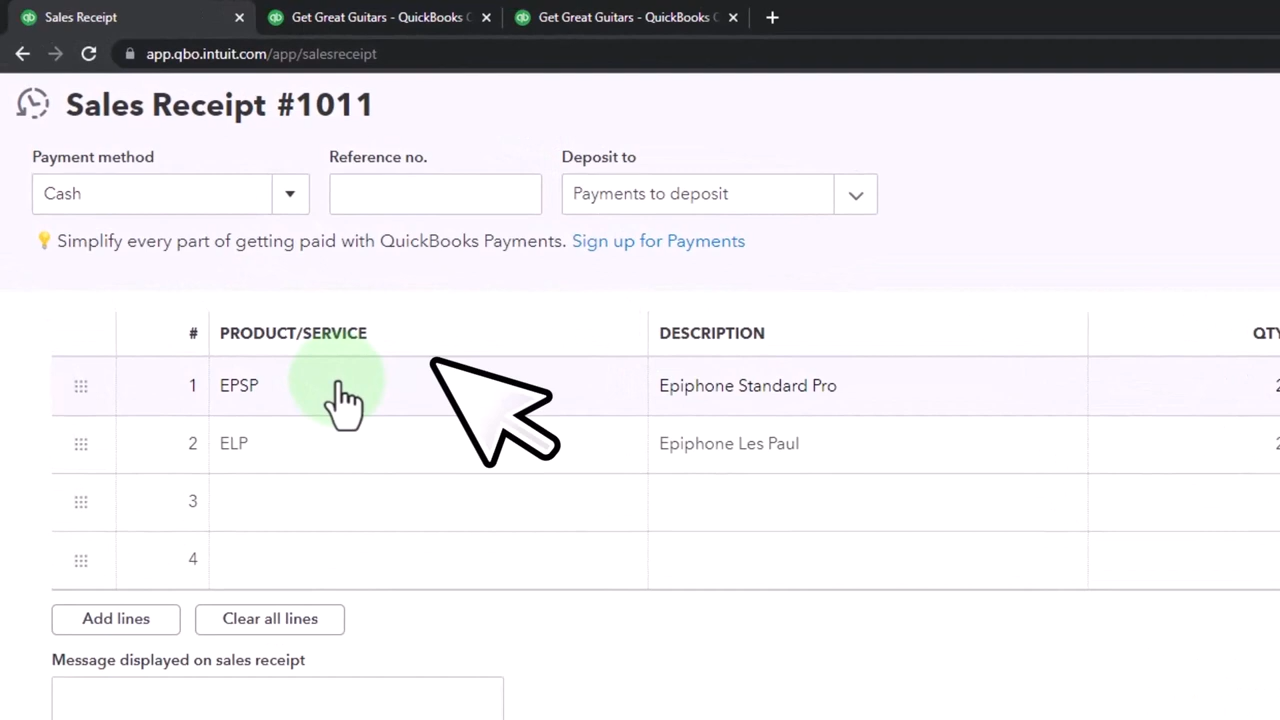 Sales Receipt
Get Great Guitars - QuickBooks
Get Great Guitars - QuickBooks
app.qbo.intuit.com/app/salesreceipt
Sales Receipt #1011
Payment method
Reference no.
Deposit to
Cash
Payments to deposit
Simplify every part of getting paid with QuickBooks Payments. Sign up for Payments
# PRODUCT/SERVICE DESCRIPTION QTY
1 EPSP Epiphone Standard Pro
2 ELP Epiphone Les Paul
3
4
Add lines
Clear all lines
Message displayed on sales receipt